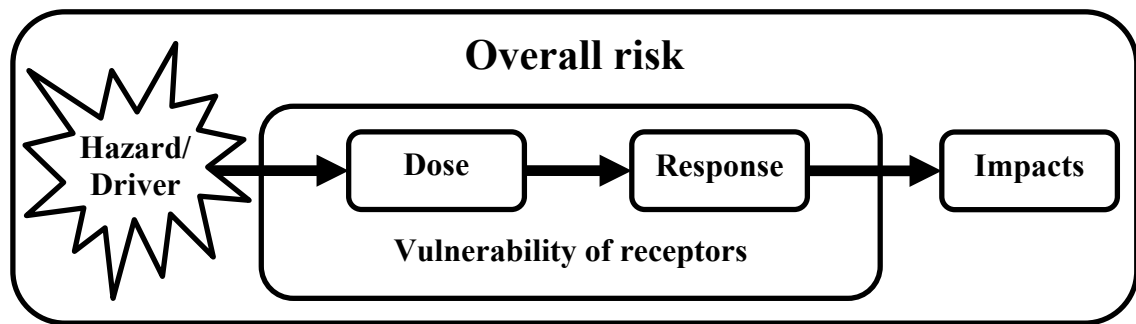 Overall risk
Hazard/
Driver
Dose
Response
Impacts
Vulnerability of receptors